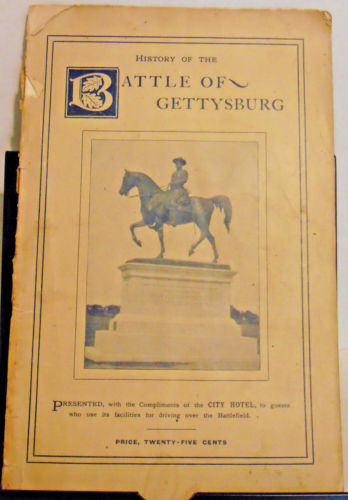 HISTORY OF THE
BATTLE OF
GETTYSBURG
PRESENTED, with the Compliments of the CITY HOTEL, to guests
who use its facilities for driving over the Battlefield.
PRICE, TWENTY-FIVE CENTS